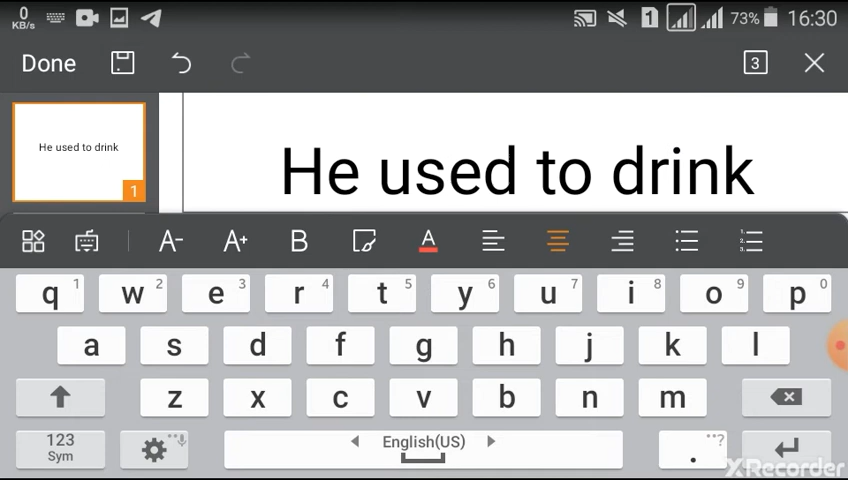 0 KB/s 1 73% 16:30
Done 3
He used to drink
1
He used to drink
A- A+ B A
q 1 w 2 e 3 r 4 t 5 y 6 u 7 i 8 o 9 p 0
a s d f g h j k l
z x c v b n m
123 Sym English(US) . ?
XRecorder